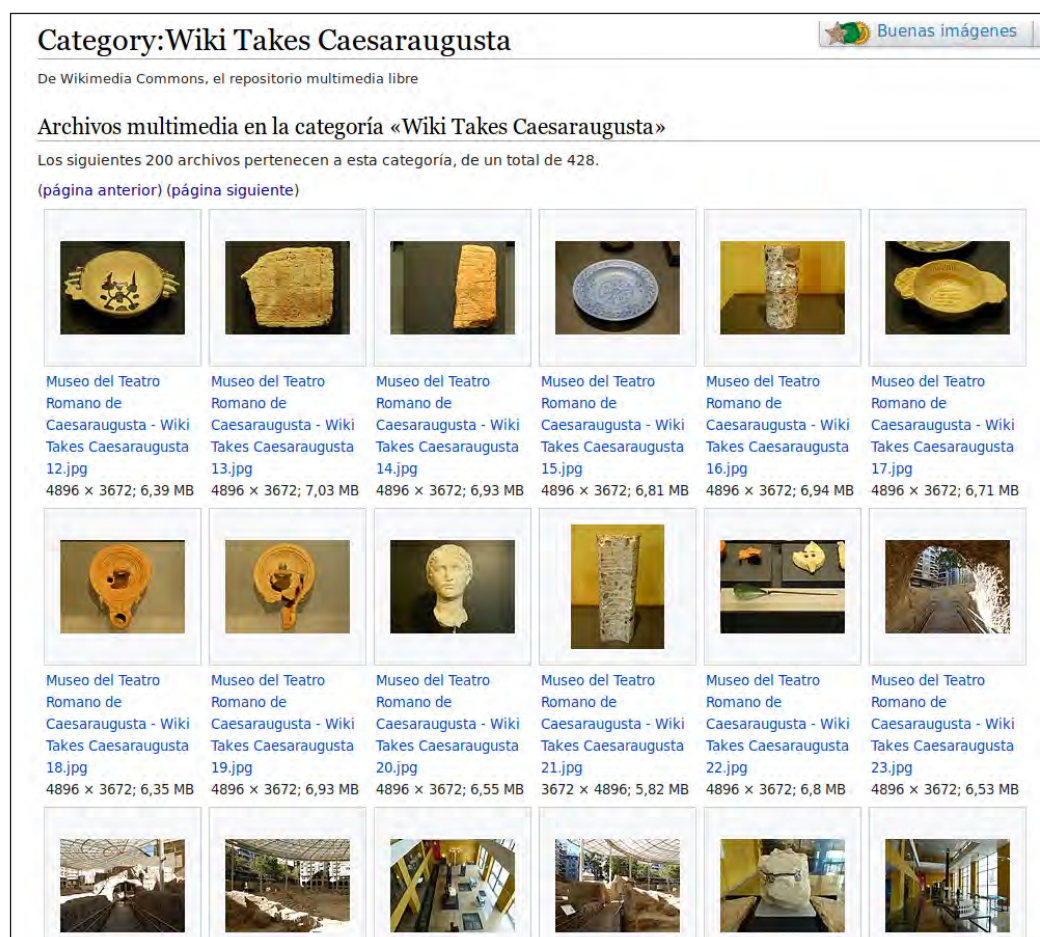 Category:Wiki Takes Caesaraugusta
Buenas imágenes
De Wikimedia Commons, el repositorio multimedia libre
Archivos multimedia en la categoría «Wiki Takes Caesaraugusta»
Los siguientes 200 archivos pertenecen a esta categoría, de un total de 428.
(página anterior) (página siguiente)
Museo del Teatro
Romano de
Caesaraugusta - Wiki
Takes Caesaraugusta
12.jpg
4896 × 3672; 6,39 MB
Museo del Teatro
Romano de
Caesaraugusta - Wiki
Takes Caesaraugusta
13.jpg
4896 × 3672; 7,03 MB
Museo del Teatro
Romano de
Caesaraugusta - Wiki
Takes Caesaraugusta
14.jpg
4896 × 3672; 6,93 MB
Museo del Teatro
Romano de
Caesaraugusta - Wiki
Takes Caesaraugusta
15.jpg
4896 × 3672; 6,81 MB
Museo del Teatro
Romano de
Caesaraugusta - Wiki
Takes Caesaraugusta
16.jpg
4896 × 3672; 6,94 MB
Museo del Teatro
Romano de
Caesaraugusta - Wiki
Takes Caesaraugusta
17.jpg
4896 × 3672; 6,71 MB
Museo del Teatro
Romano de
Caesaraugusta - Wiki
Takes Caesaraugusta
18.jpg
4896 × 3672; 6,35 MB
Museo del Teatro
Romano de
Caesaraugusta - Wiki
Takes Caesaraugusta
19.jpg
4896 × 3672; 6,93 MB
Museo del Teatro
Romano de
Caesaraugusta - Wiki
Takes Caesaraugusta
20.jpg
4896 × 3672; 6,55 MB
Museo del Teatro
Romano de
Caesaraugusta - Wiki
Takes Caesaraugusta
21.jpg
3672 × 4896; 5,82 MB
Museo del Teatro
Romano de
Caesaraugusta - Wiki
Takes Caesaraugusta
22.jpg
4896 × 3672; 6,8 MB
Museo del Teatro
Romano de
Caesaraugusta - Wiki
Takes Caesaraugusta
23.jpg
4896 × 3672; 6,53 MB